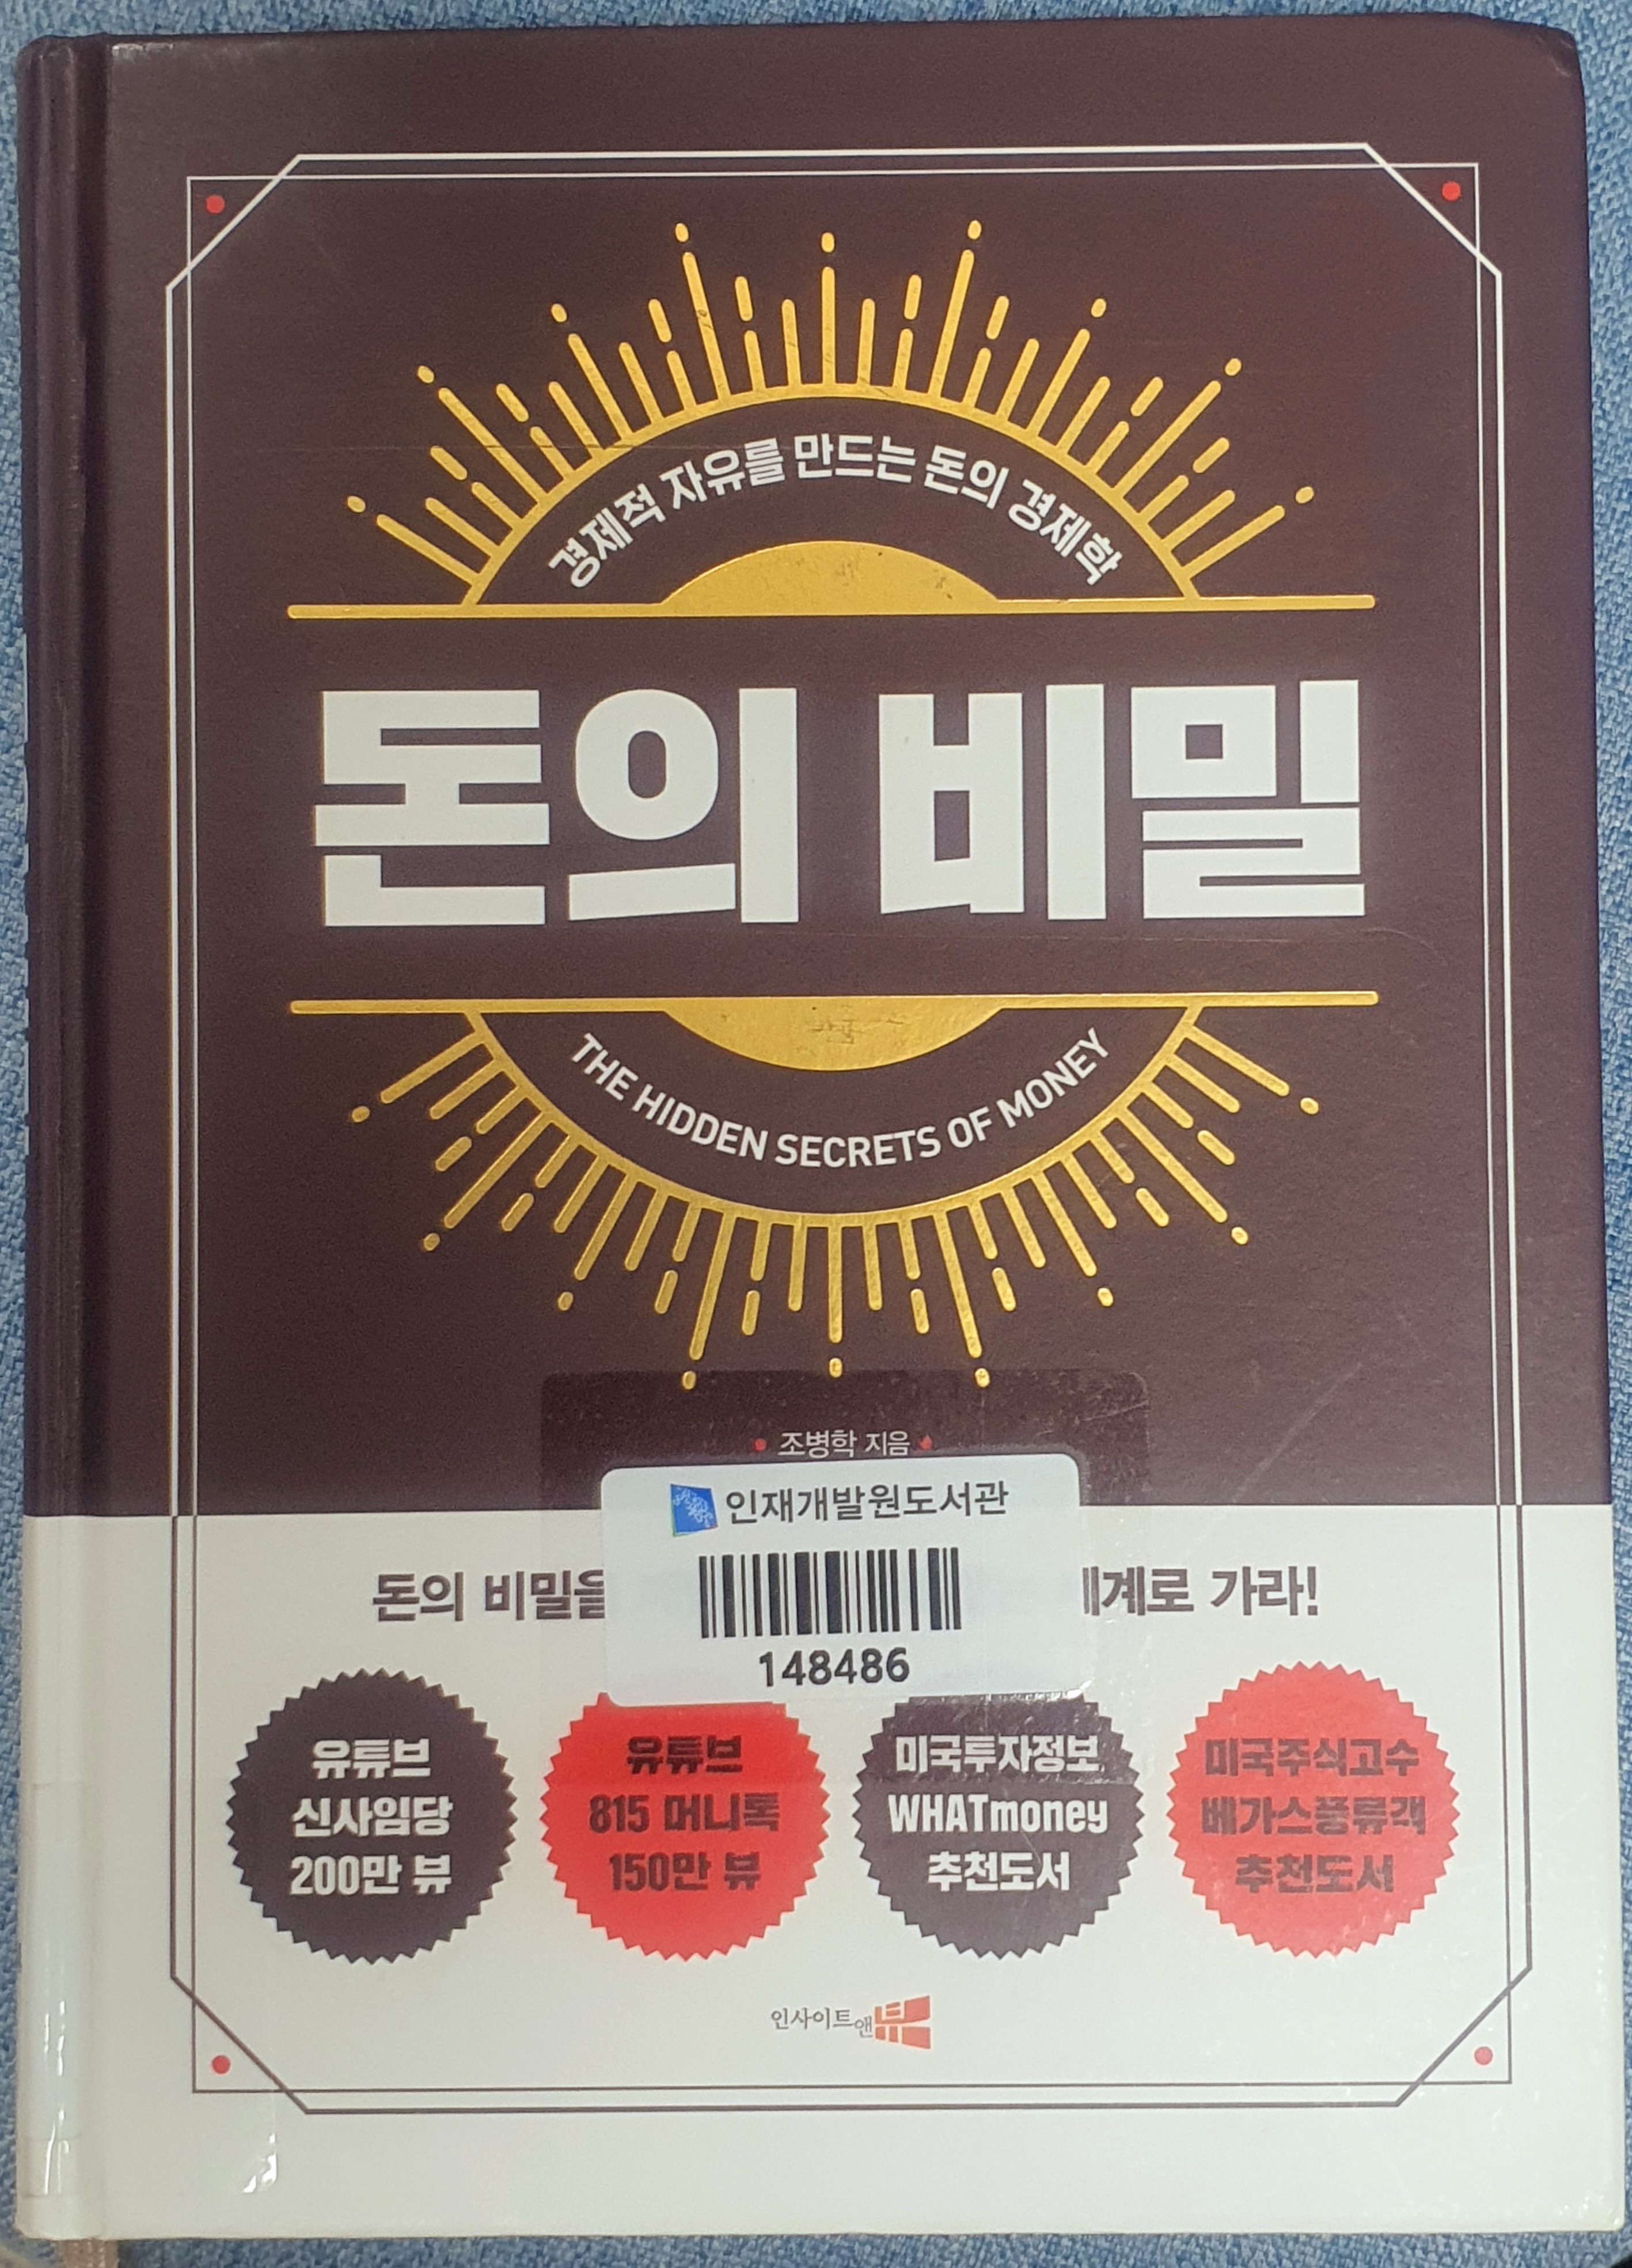 경제적 자유를 만드는 돈의 경제학
돈의 비밀
THE HIDDEN SECRETS OF MONEY
조병학 지음
인재개발원도서관
148486
돈의 비밀을 가라!
유튜브
신사임당
200만 뷰
유튜브
815 머니톡
150만 뷰
미국투자정보
WHATmoney
추천도서
미국주식고수
베가스풍류객
추천도서
인사이트앤뷰